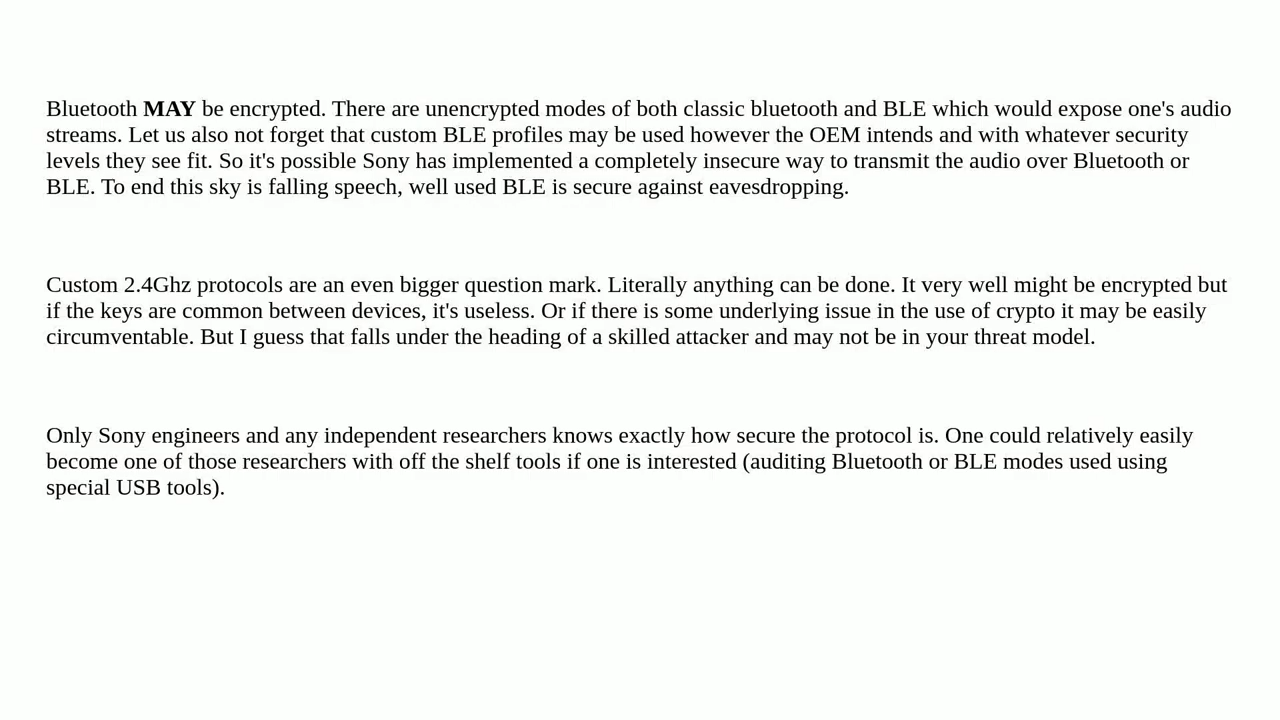 Bluetooth MAY be encrypted. There are unencrypted modes of both classic bluetooth and BLE which would expose one's audio
streams. Let us also not forget that custom BLE profiles may be used however the OEM intends and with whatever security
levels they see fit. So it's possible Sony has implemented a completely insecure way to transmit the audio over Bluetooth or
BLE. To end this sky is falling speech, well used BLE is secure against eavesdropping.
Custom 2.4Ghz protocols are an even bigger question mark. Literally anything can be done. It very well might be encrypted but
if the keys are common between devices, it's useless. Or if there is some underlying issue in the use of crypto it may be easily
circumventable. But I guess that falls under the heading of a skilled attacker and may not be in your threat model.
Only Sony engineers and any independent researchers knows exactly how secure the protocol is. One could relatively easily
become one of those researchers with off the shelf tools if one is interested (auditing Bluetooth or BLE modes used using
special USB tools).